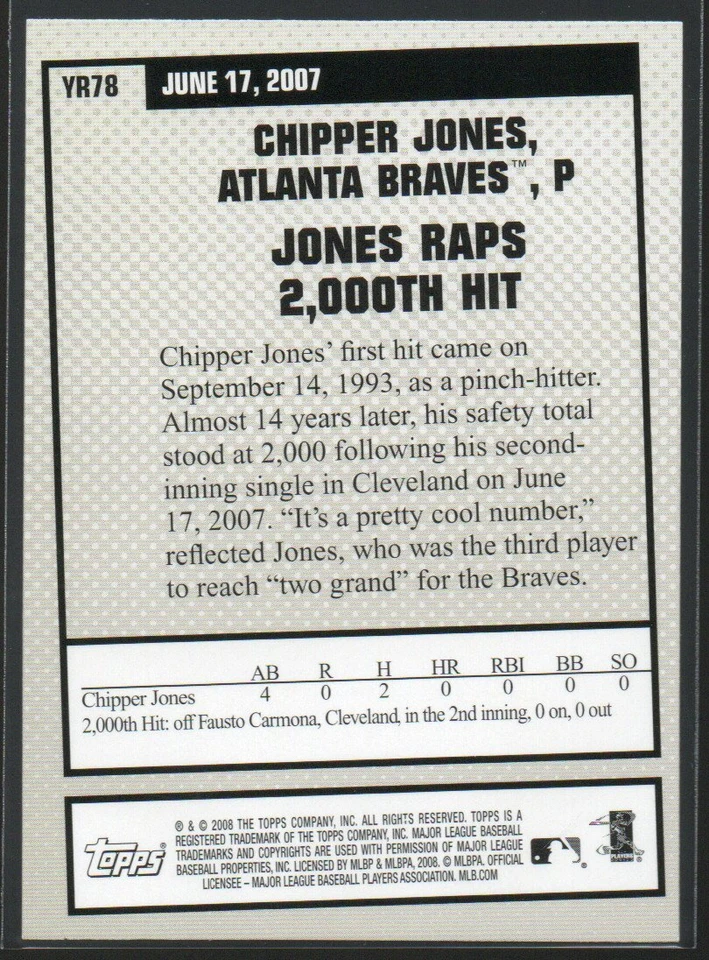 YR78
JUNE 17, 2007
CHIPPER JONES,
ATLANTA BRAVES™, P
JONES RAPS
2,000TH HIT
Chipper Jones’ first hit came on
September 14, 1993, as a pinch-hitter.
Almost 14 years later, his safety total
stood at 2,000 following his second-
inning single in Cleveland on June
17, 2007. “It’s a pretty cool number,”
reflected Jones, who was the third player
to reach “two grand” for the Braves.
AB R H HR RBI BB SO
Chipper Jones 4 0 2 0 0 0 0
2,000th Hit: off Fausto Carmona, Cleveland, in the 2nd inning, 0 on, 0 out
Topps®
® & © 2008 THE TOPPS COMPANY, INC. ALL RIGHTS RESERVED. TOPPS IS A
REGISTERED TRADEMARK OF THE TOPPS COMPANY, INC. MAJOR LEAGUE BASEBALL
TRADEMARKS AND COPYRIGHTS ARE USED WITH PERMISSION OF MAJOR LEAGUE
BASEBALL PROPERTIES, INC. LICENSED BY MLBP & MLBPA, 2008. © MLBPA. OFFICIAL
LICENSEE – MAJOR LEAGUE BASEBALL PLAYERS ASSOCIATION. MLB.COM
PLAYERS